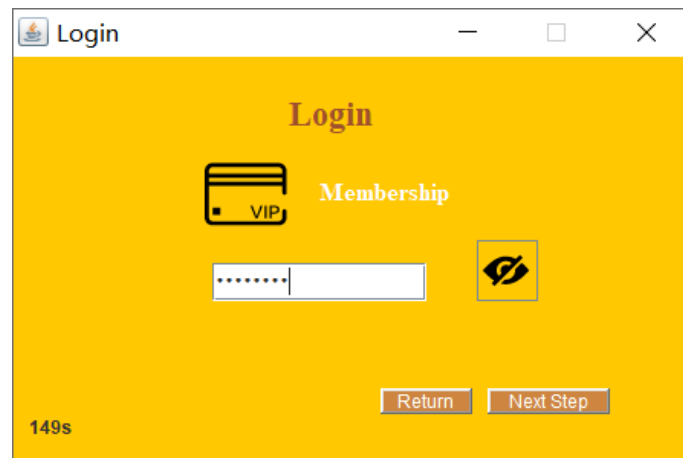 Login
Login
VIP
Membership
••••••••
Return
Next Step
149s